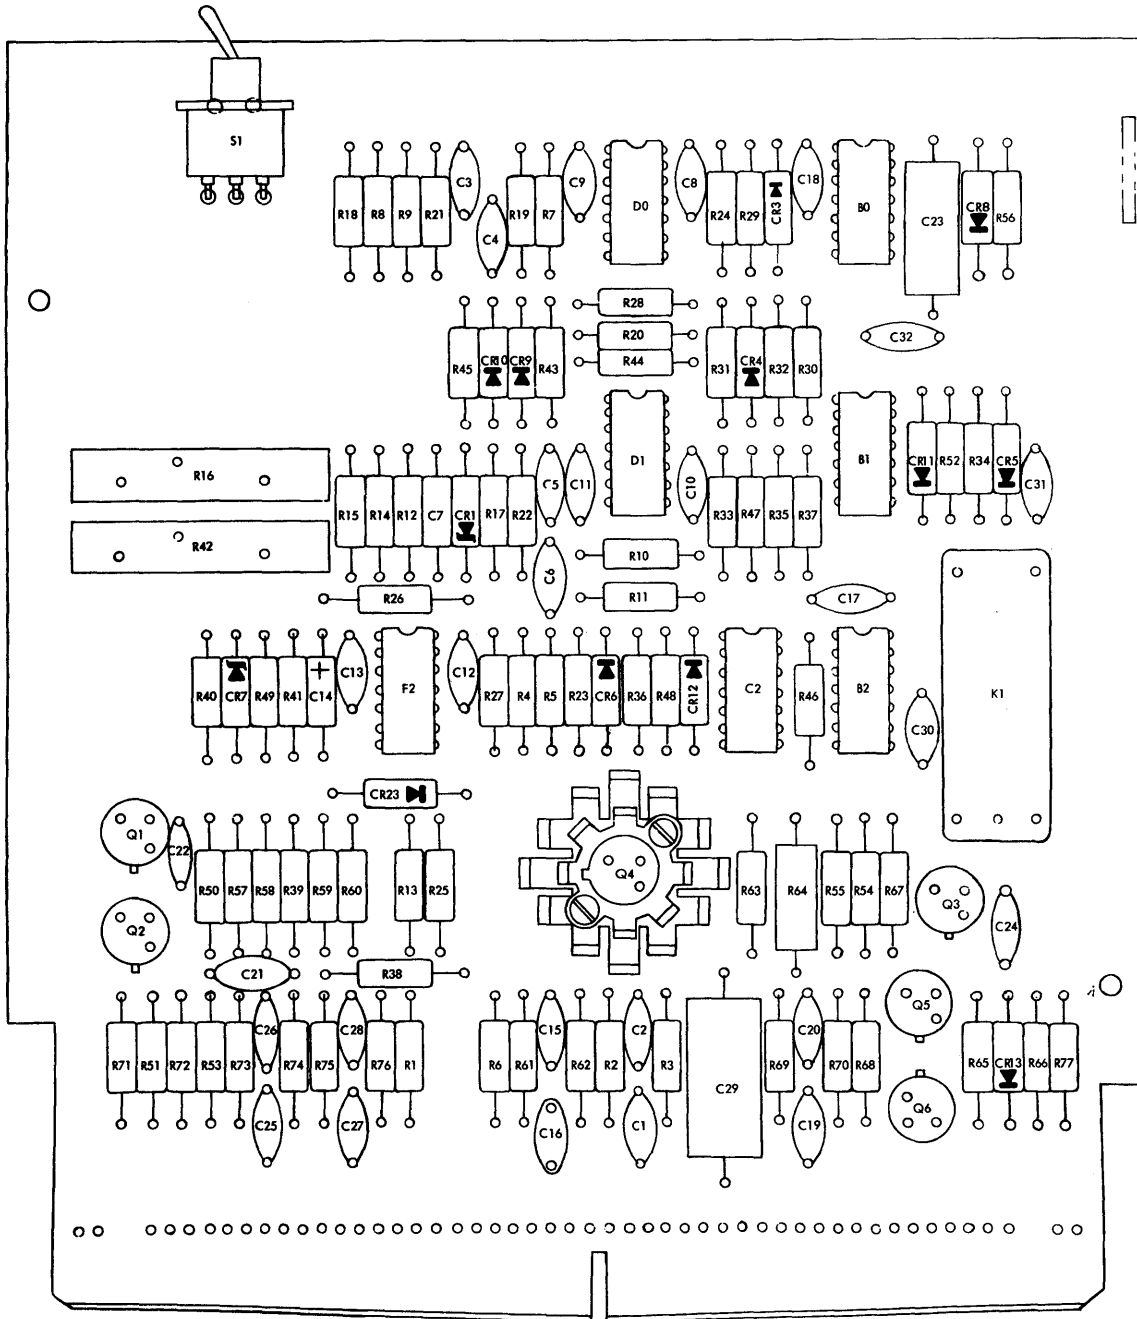 S1
R18 R8 R9 R21 C3 C4 R19 R7 C9 D0 C8 R24 R29 CR3 C18 B0 C23 CR8 R56
R28
R20
R44
C32
R45 CR10 CR9 R43 R31 CR4 R32 R30
R16
R42
R15 R14 R12 C7 CR1 R17 R22 C5 C11 D1 C10 R33 R47 R35 R37 B1 CR11 R52 R34 CR5 C31
C6
R10
R11
R26
C17
R40 CR7 R49 R41 + C14 C13 F2 C12 R27 R4 R5 R23 CR6 R36 R48 CR12 C2 R46 B2 C30 K1
CR23
Q1
C22
Q2
R50 R57 R58 R39 R59 R60 R13 R25 Q4 R63 R64 R55 R54 R67 Q3 C24
C21
R38
R71 R51 R72 R53 R73 C26 R74 R75 C28 R76 R1 R6 R61 C15 R62 R2 C2 R3 C29 R69 C20 R70 R68 Q5 R65 CR13 R66 R77
C25 C27 C16 C1 C19 Q6